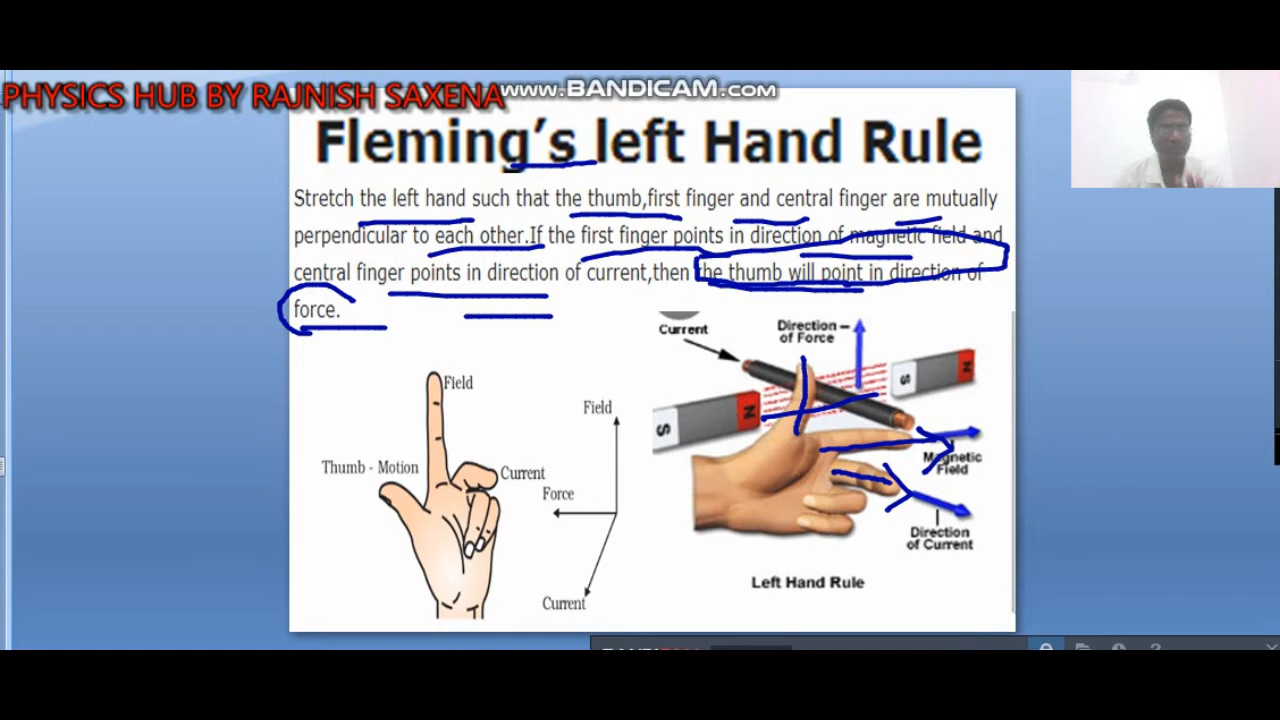 www.BANDICAM.com
PHYSICS HUB BY RAJNISH SAXENA
Fleming's left Hand Rule
Stretch the left hand such that the thumb,first finger and central finger are mutually
perpendicular to each other.If the first finger points in direction of magnetic field and
central finger points in direction of current,then the thumb will point in direction of
force.
Field
Thumb - Motion
Current
Field
Force
Current
Current
Direction
of Force
S
N
S
N
Magnetic
Field
Direction
of Current
Left Hand Rule